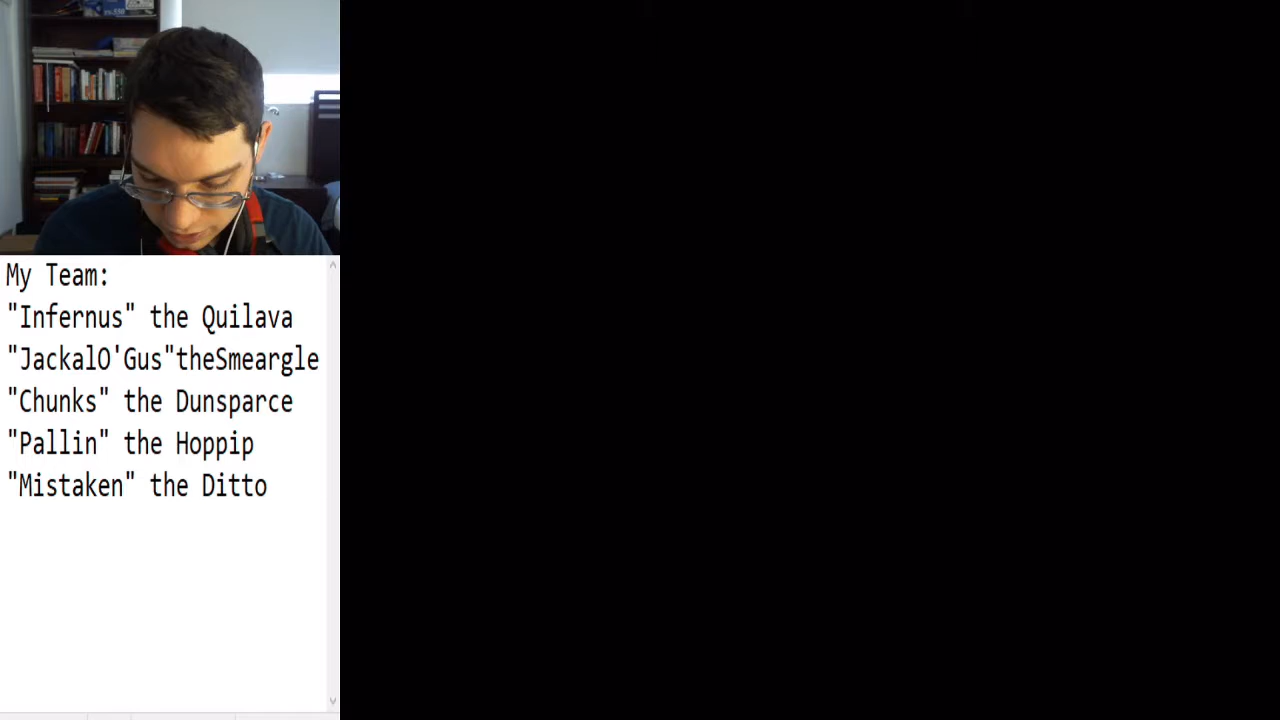 My Team:
"Infernus" the Quilava
"JackalO'Gus"theSmeargle
"Chunks" the Dunsparce
"Pallin" the Hoppip
"Mistaken" the Ditto